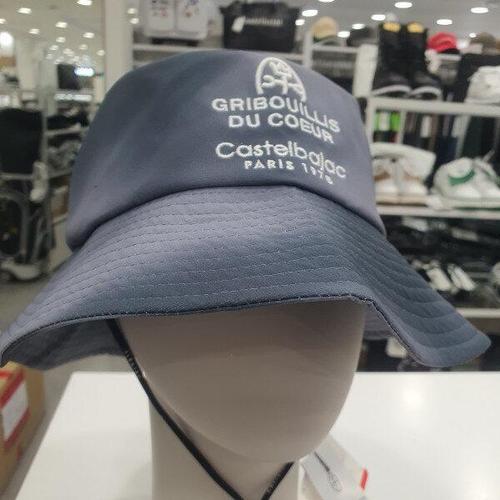 GRIBOUILLIS
DU COEUR
Castelbajac
PARIS 1978